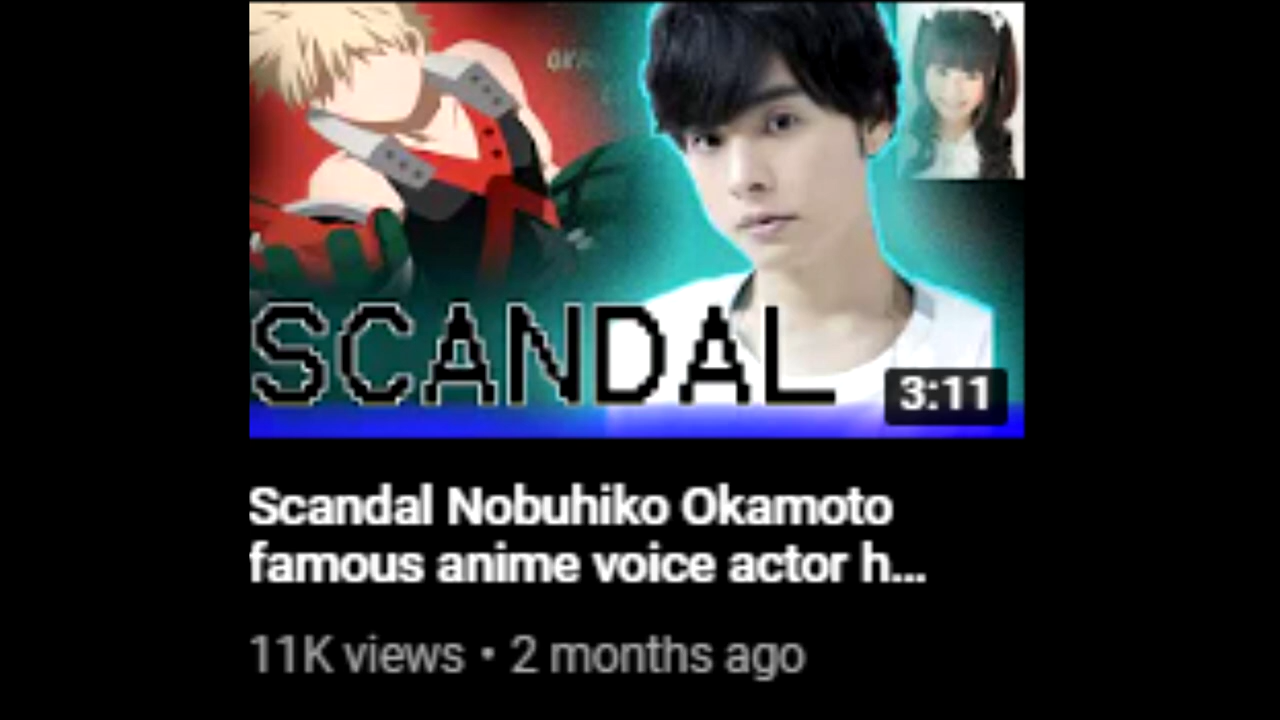 SCANDAL
3:11
Scandal Nobuhiko Okamoto
famous anime voice actor h...
11K views • 2 months ago